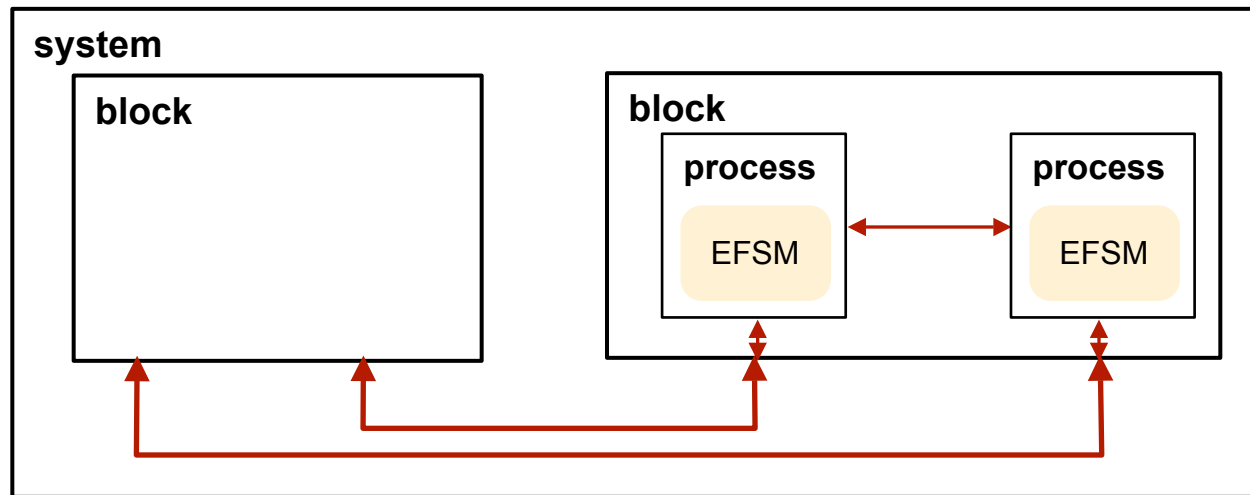 system
block
block
process
process
EFSM
EFSM